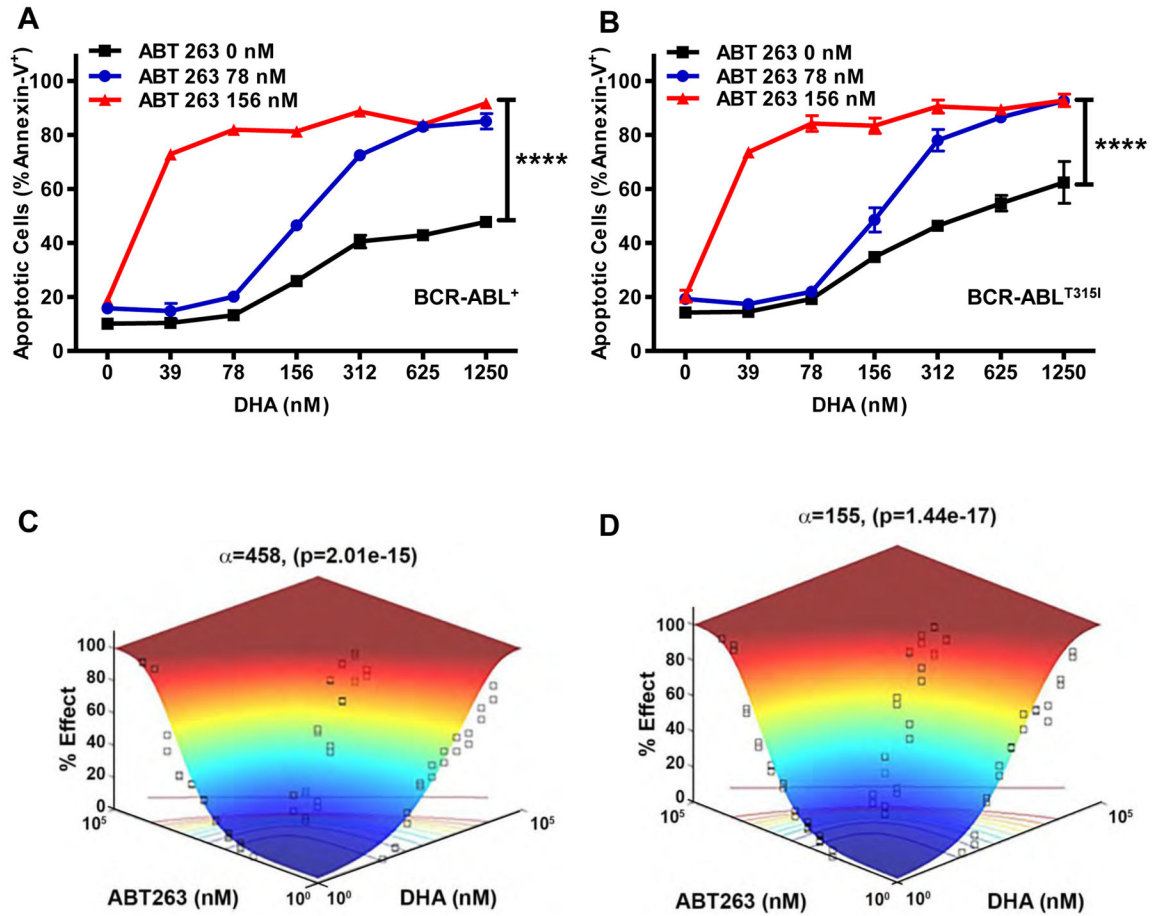 A
ABT 263 0 nM
ABT 263 78 nM
ABT 263 156 nM
Apoptotic Cells (%Annexin-V⁺)
100
80
60
40
20
0
****
BCR-ABL⁺
0 39 78 156 312 625 1250
DHA (nM)
B
ABT 263 0 nM
ABT 263 78 nM
ABT 263 156 nM
Apoptotic Cells (%Annexin-V⁺)
100
80
60
40
20
0
****
BCR-ABLᵀ³¹⁵ᴵ
0 39 78 156 312 625 1250
DHA (nM)
C
α=458, (p=2.01e-15)
% Effect
100
80
60
40
20
0
10⁵
10⁵
ABT263 (nM)
10⁰ 10⁰
DHA (nM)
D
α=155, (p=1.44e-17)
% Effect
100
80
60
40
20
0
10⁵
10⁵
ABT263 (nM)
10⁰ 10⁰
DHA (nM)